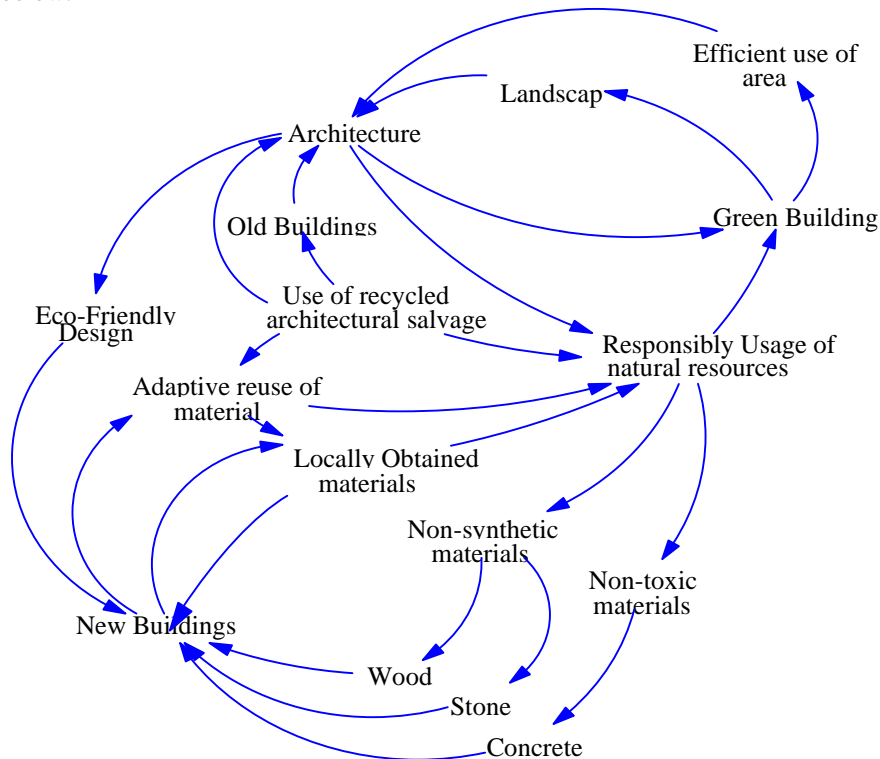 Efficient use of
area
Landscap
Architecture
Green Building
Old Buildings
Use of recycled
architectural salvage
Eco-Friendly
Design
Responsibly Usage of
natural resources
Adaptive reuse of
material
Locally Obtained
materials
Non-synthetic
materials
Non-toxic
materials
New Buildings
Wood
Stone
Concrete